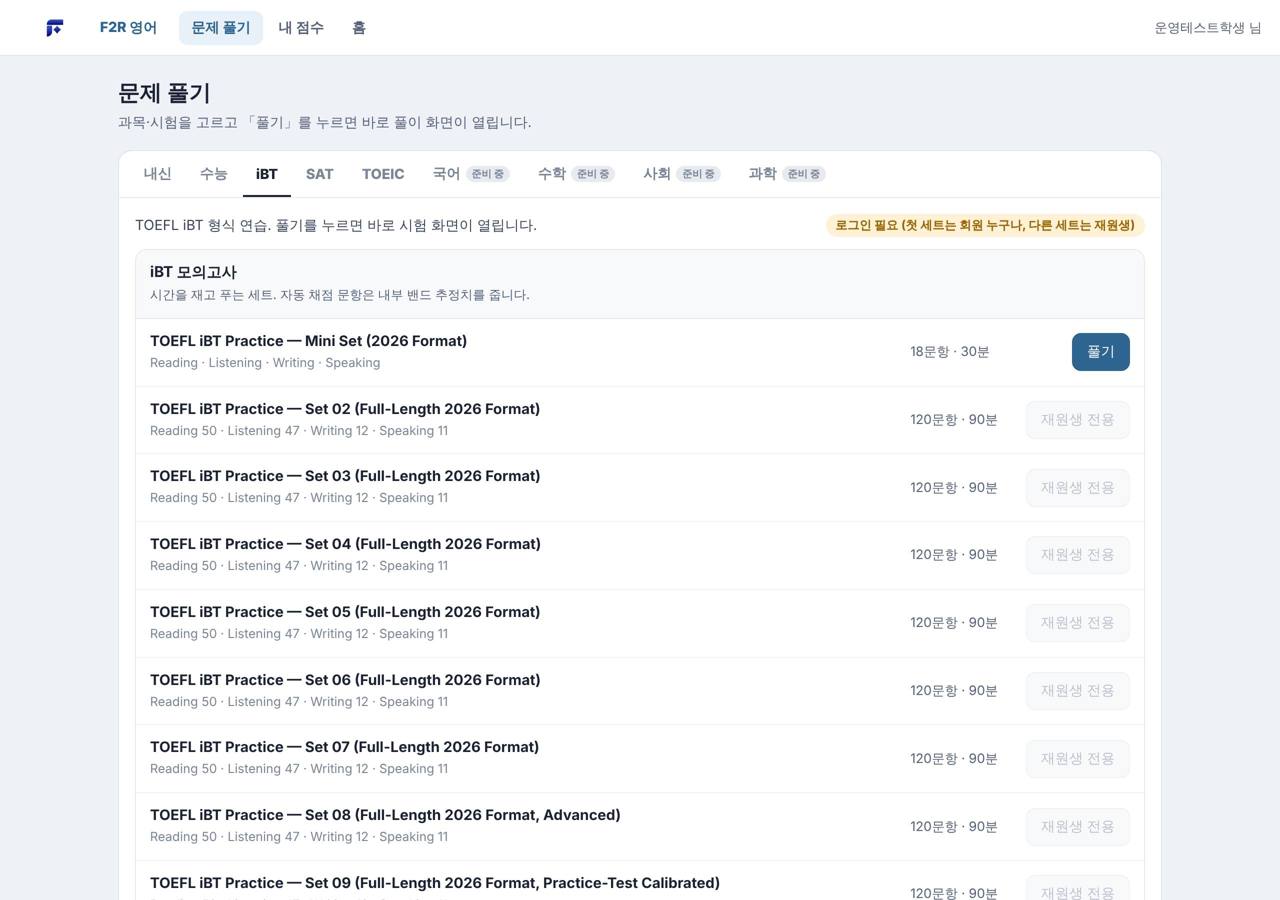 F2R 영어 문제 풀기 내 점수 홈 운영테스트학생 님
문제 풀기
과목·시험을 고르고 「풀기」를 누르면 바로 풀이 화면이 열립니다.
내신 수능 iBT SAT TOEIC 국어 준비 중 수학 준비 중 사회 준비 중 과학 준비 중
TOEFL iBT 형식 연습. 풀기를 누르면 바로 시험 화면이 열립니다. 로그인 필요 (첫 세트는 회원 누구나, 다른 세트는 재원생)
iBT 모의고사
시간을 재고 푸는 세트. 자동 채점 문항은 내부 밴드 추정치를 줍니다.
TOEFL iBT Practice — Mini Set (2026 Format)
Reading · Listening · Writing · Speaking
18문항 · 30분 풀기
TOEFL iBT Practice — Set 02 (Full-Length 2026 Format)
Reading 50 · Listening 47 · Writing 12 · Speaking 11
120문항 · 90분 재원생 전용
TOEFL iBT Practice — Set 03 (Full-Length 2026 Format)
Reading 50 · Listening 47 · Writing 12 · Speaking 11
120문항 · 90분 재원생 전용
TOEFL iBT Practice — Set 04 (Full-Length 2026 Format)
Reading 50 · Listening 47 · Writing 12 · Speaking 11
120문항 · 90분 재원생 전용
TOEFL iBT Practice — Set 05 (Full-Length 2026 Format)
Reading 50 · Listening 47 · Writing 12 · Speaking 11
120문항 · 90분 재원생 전용
TOEFL iBT Practice — Set 06 (Full-Length 2026 Format)
Reading 50 · Listening 47 · Writing 12 · Speaking 11
120문항 · 90분 재원생 전용
TOEFL iBT Practice — Set 07 (Full-Length 2026 Format)
Reading 50 · Listening 47 · Writing 12 · Speaking 11
120문항 · 90분 재원생 전용
TOEFL iBT Practice — Set 08 (Full-Length 2026 Format, Advanced)
Reading 50 · Listening 47 · Writing 12 · Speaking 11
120문항 · 90분 재원생 전용
TOEFL iBT Practice — Set 09 (Full-Length 2026 Format, Practice-Test Calibrated)
120문항 · 90분 재원생 전용